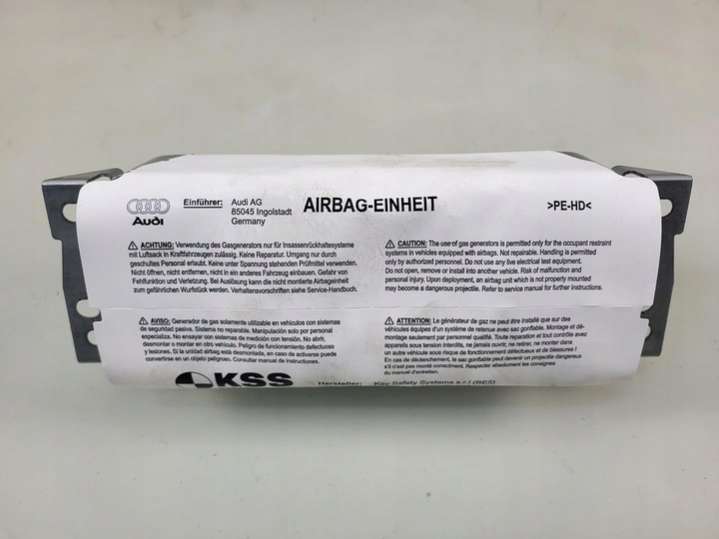 Audi
Einführer: Audi AG
85045 Ingolstadt
Germany
AIRBAG-EINHEIT
>PE-HD<
ACHTUNG: Verwendung des Gasgenerators nur für Insassenrückhaltesysteme
mit Luftsack in Kraftfahrzeugen zulässig. Keine Reparatur. Umgang nur durch
geschultes Personal erlaubt. Keine unter Spannung stehenden Prüfmittel verwenden.
Nicht öffnen, nicht entfernen, nicht in ein anderes Fahrzeug einbauen. Gefahr von
Fehlfunktion und Verletzung. Bei Auslösung kann die nicht montierte Airbageinheit
zum gefährlichen Wurfstück werden. Verhaltensvorschriften siehe Service-Handbuch.
CAUTION: The use of gas generators is permitted only for the occupant restraint
systems in vehicles equipped with airbags. Not repairable. Handling is permitted
only by authorized personnel. Do not use any live electrical test equipment.
Do not open, remove or install into another vehicle. Risk of malfunction and
personal injury. Upon deployment, an airbag unit which is not properly mounted
may become a dangerous projectile. Refer to service manual for further instructions.
AVISO: Generador de gas solamente utilizable en vehículos con sistemas
de seguridad pasiva. Sistema no reparable. Manipulación solo por personal
especializado. No ensayar con sistemas de medición con tensión. No abrir,
desmontar o montar en otro vehículo. Peligro de funcionamiento defectuoso
y lesiones. Si la unidad airbag está desmontada, en caso de activarse puede
convertirse en un objeto peligroso. Consultar manual de instrucciones.
ATTENTION: Le générateur de gaz ne peut être installé que sur des
véhicules équipés d'un système de retenue avec sac gonflable. Montage et dé-
montage seulement par personnel qualifié. Toute réparation et tout contrôle avec
appareils sous tension interdits, ne jamais ouvrir, ne retirer, ne monter dans
un autre véhicule sous risque de fonctionnement défectueux et de blessures !
En cas de déclenchement, le sac gonflable peut devenir un projectile dangereux
s'il n'est pas monté correctement. Respectez absolument les consignes
du manuel d'entretien.
KSS
Hersteller: Key Safety Systems s.r.l